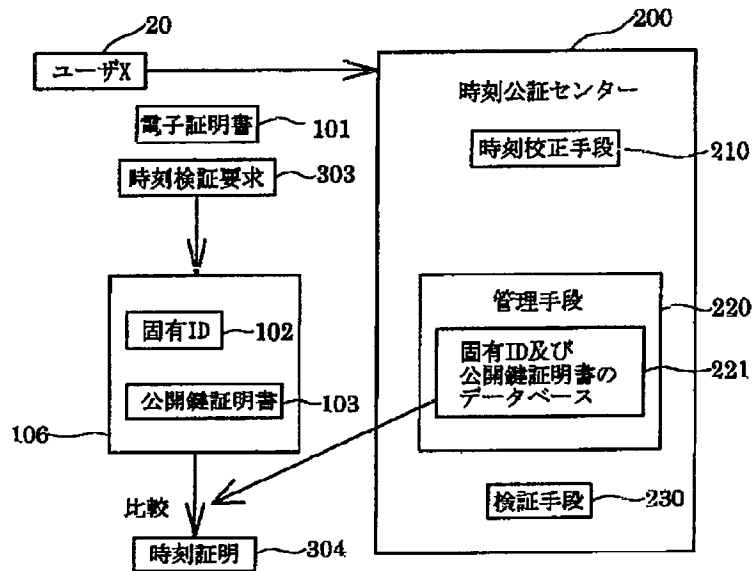 20
ユーザX
電子証明書
101
時刻検証要求
303
固有ID
102
公開鍵証明書
103
106
比較
時刻証明
304
200
時刻公証センター
時刻校正手段
210
管理手段
220
固有ID及び
公開鍵証明書の
データベース
221
検証手段
230